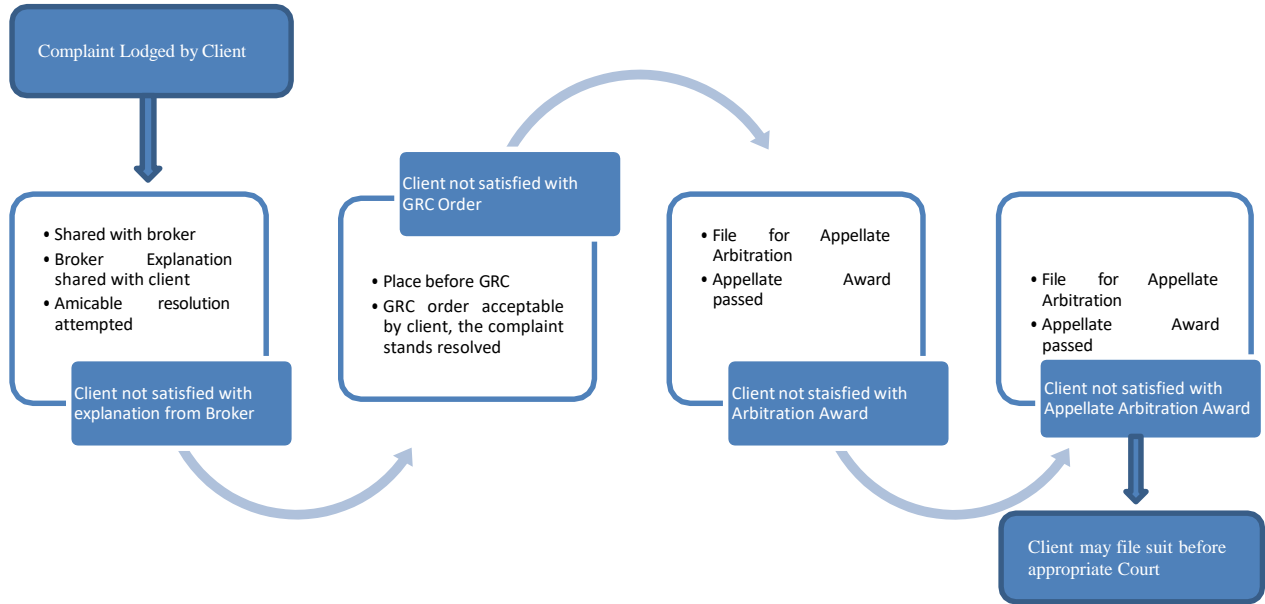 Complaint Lodged by Client
• Shared with broker
• Broker Explanation
shared with client
• Amicable resolution
attempted
Client not satisfied with
explanation from Broker
Client not satisfied with
GRC Order
• Place before GRC
• GRC order acceptable
by client, the complaint
stands resolved
• File for Appellate
Arbitration
• Appellate Award
passed
Client not staisfied with
Arbitration Award
• File for Appellate
Arbitration
• Appellate Award
passed
Client not satisfied with
Appellate Arbitration Award
Client may file suit before
appropriate Court